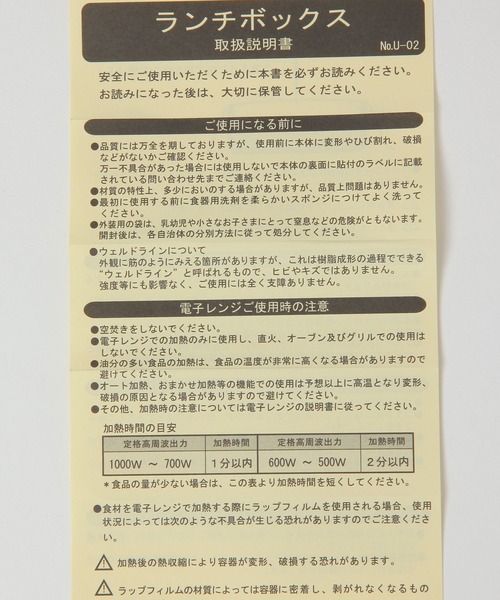 ランチボックス
取扱説明書
No.U-02
安全にご使用いただくために本書を必ずお読みください。
お読みになった後は、大切に保管してください。
ご使用になる前に
●品質には万全を期しておりますが、使用前に本体に変形やひび割れ、破損
などがないかご確認ください。
万一不具合があった場合には使用しないで本体の裏面に貼付のラベルに記載
されている問い合わせ先までご連絡ください。
●材質の特性上、多少においのする場合がありますが、品質上問題はありません。
●最初に使用する前に食器用洗剤を柔らかいスポンジにつけてよく洗って
ください。
●外装用の袋は、乳幼児や小さなお子さまにとって窒息などの危険がともないます。
開封後は、各自治体の分別方法に従って処分してください。
●ウェルドラインについて
外観に筋のようにみえる箇所がありますが、これは樹脂成形の過程でできる
“ウェルドライン”と呼ばれるもので、ヒビやキズではありません。
強度等にも影響なく、ご使用には全く支障ありません。
電子レンジご使用時の注意
●空焚きをしないでください。
●電子レンジでの加熱のみに使用し、直火、オーブン及びグリルでの使用は
しないでください。
●油分の多い食品の加熱は、食品の温度が非常に高くなる場合がありますので
避けてください。
●オート加熱、おまかせ加熱等の機能での使用は予想以上に高温となり変形、
破損の原因となる場合がありますので避けてください。
●その他、加熱時の注意については電子レンジの説明書に従ってください。
加熱時間の目安
定格高周波出力 加熱時間 定格高周波出力 加熱時間
1000W ～ 700W 1分以内 600W ～ 500W 2分以内
*食品の量が少ない場合は、この表より加熱時間を短くしてください。
●食材を電子レンジで加熱する際にラップフィルムを使用される場合、使用
状況によっては次のような不具合が生じる恐れがありますのでご注意くださ
い。
⚠加熱後の熱収縮により容器が変形、破損する恐れがあります。
⚠ラップフィルムの材質によっては容器に密着し、剥がれなくなるもの